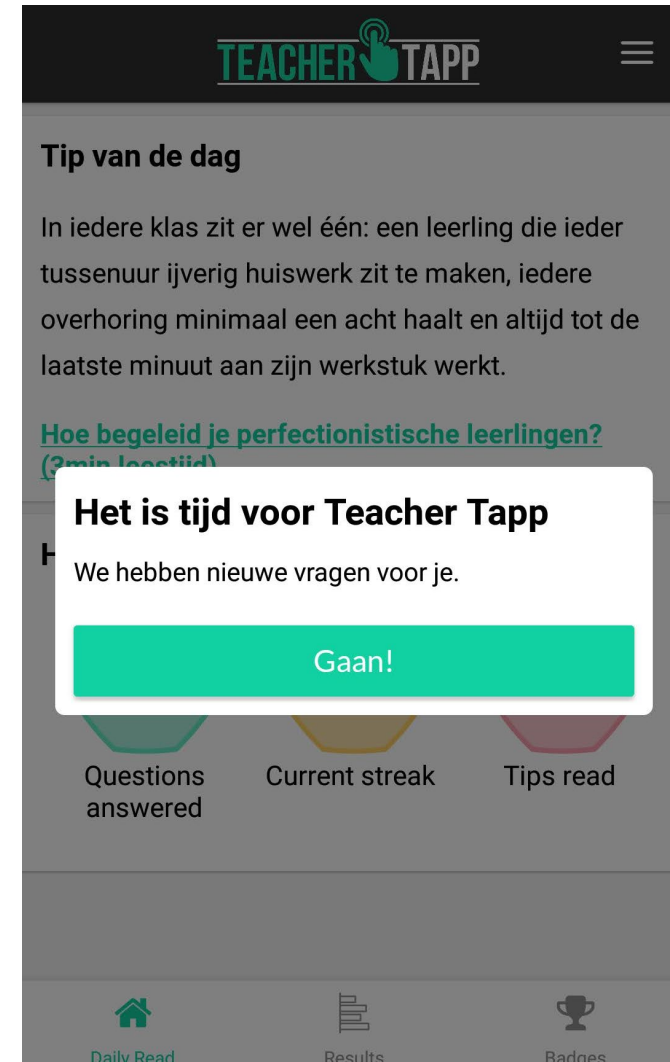 TEACHER TAPP
Tip van de dag
In iedere klas zit er wel één: een leerling die ieder
tussenuur ijverig huiswerk zit te maken, iedere
overhoring minimaal een acht haalt en altijd tot de
laatste minuut aan zijn werkstuk werkt.
Hoe begeleid je perfectionistische leerlingen?
(3min leestijd)
Het is tijd voor Teacher Tapp
We hebben nieuwe vragen voor je.
Gaan!
Questions
answered
Current streak
Tips read
Daily Read
Results
Badges